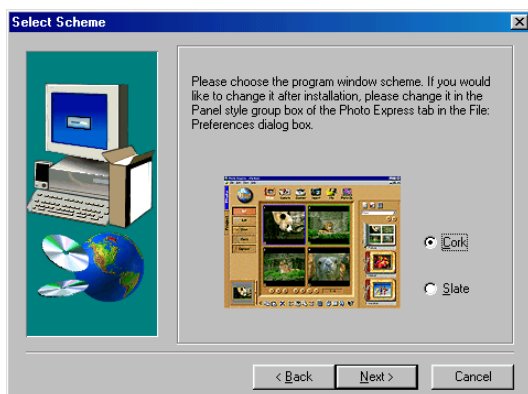 Select Scheme
Please choose the program window scheme. If you would
like to change it after installation, please change it in the
Panel style group box of the Photo Express tab in the File:
Preferences dialog box.
Cork
Slate
< Back
Next >
Cancel